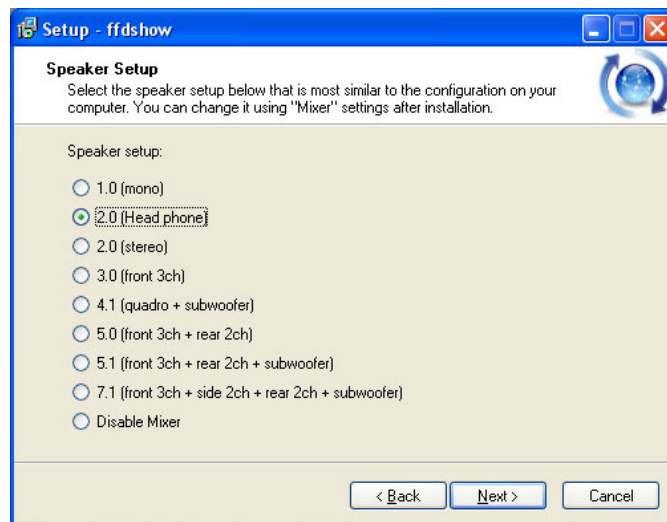 Setup - ffdshow
Speaker Setup
Select the speaker setup below that is most similar to the configuration on your
computer. You can change it using "Mixer" settings after installation.
Speaker setup:
1.0 (mono)
2.0 (Head phone)
2.0 (stereo)
3.0 (front 3ch)
4.1 (quadro + subwoofer)
5.0 (front 3ch + rear 2ch)
5.1 (front 3ch + rear 2ch + subwoofer)
7.1 (front 3ch + side 2ch + rear 2ch + subwoofer)
Disable Mixer
< Back Next > Cancel